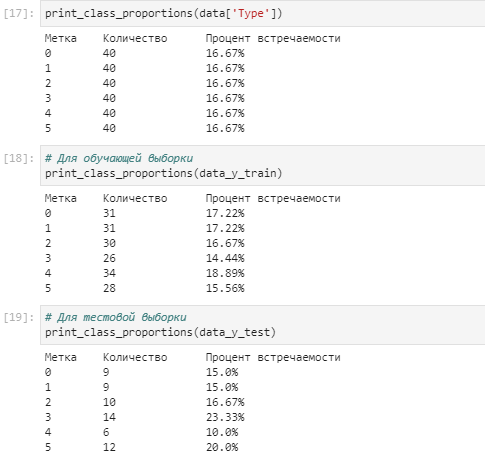 [17]: print_class_proportions(data['Type'])
Метка Количество Процент встречаемости
0 40 16.67%
1 40 16.67%
2 40 16.67%
3 40 16.67%
4 40 16.67%
5 40 16.67%
[18]: # Для обучающей выборки
print_class_proportions(data_y_train)
Метка Количество Процент встречаемости
0 31 17.22%
1 31 17.22%
2 30 16.67%
3 26 14.44%
4 34 18.89%
5 28 15.56%
[19]: # Для тестовой выборки
print_class_proportions(data_y_test)
Метка Количество Процент встречаемости
0 9 15.0%
1 9 15.0%
2 10 16.67%
3 14 23.33%
4 6 10.0%
5 12 20.0%